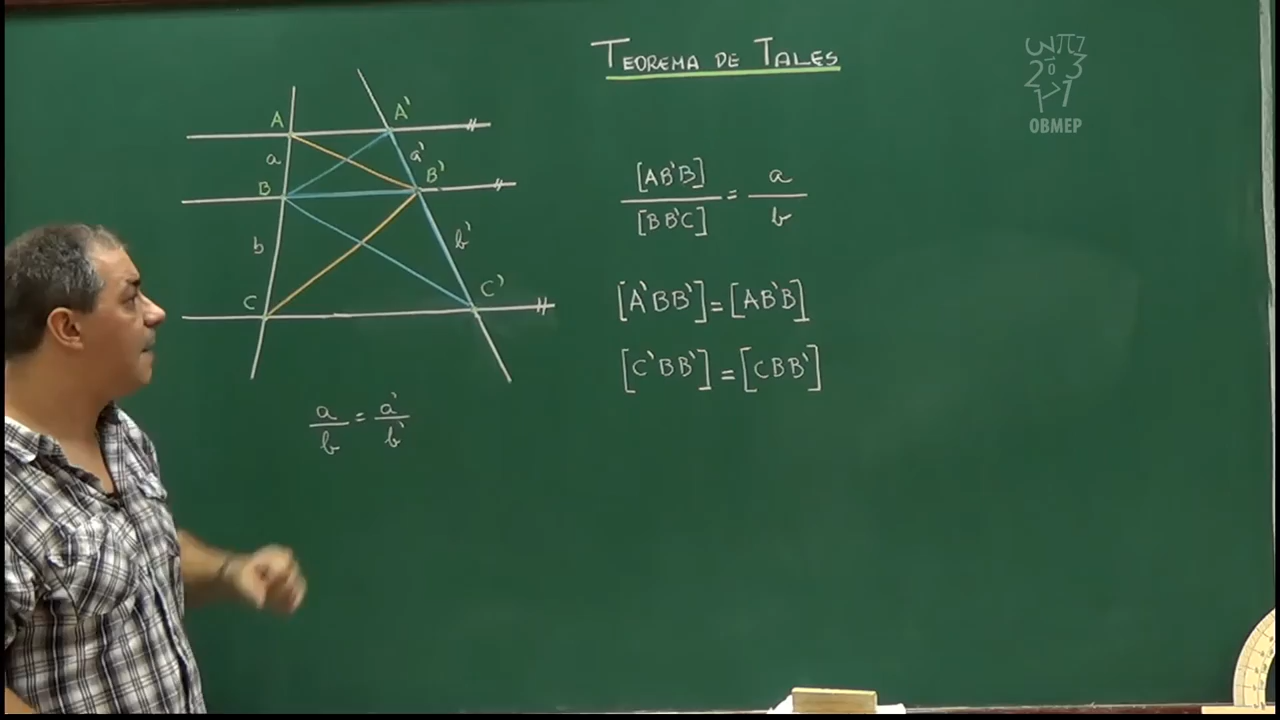 TEOREMA DE TALES
OBMEP
A A'
a a'
B B'
b b'
C C'
[AB'B] / [BB'C] = a / b
[A'BB'] = [AB'B]
[C'BB'] = [CBB']
a / b = a' / b'